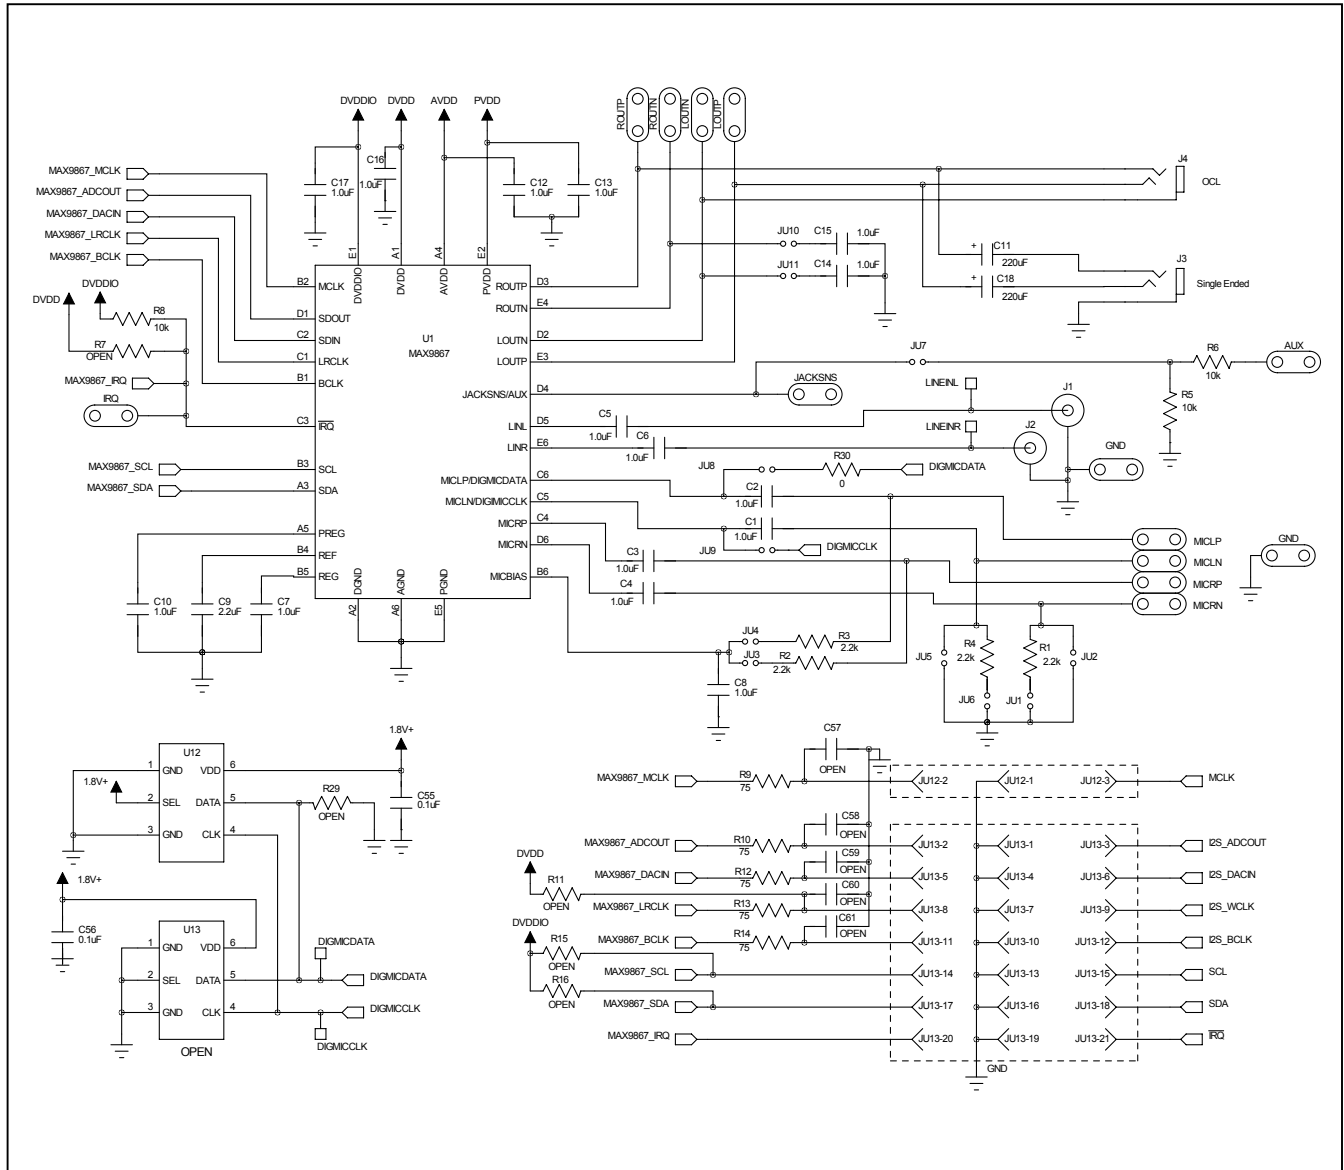 DVDDIO DVDD AVDD PVDD
ROUTP ROUTN LOUTN LOUTP
J4
OCL
C16
1.0uF
C17
1.0uF
C12
1.0uF
C13
1.0uF
MAX9867_MCLK
MAX9867_ADCOUT
MAX9867_DACIN
MAX9867_LRCLK
MAX9867_BCLK
JU10
C15
1.0uF
JU11
C14
1.0uF
+
C11
220uF
+
C18
220uF
J3
Single Ended
E1 A1 A4 E2
DVDDIO DVDD AVDD PVDD
B2 MCLK
D1 SDOUT
C2 SDIN
C1 LRCLK
B1 BCLK
C3 IRQ
B3 SCL
A3 SDA
A5 PREG
B4 REF
B5 REG
U1
MAX9867
ROUTP D3
ROUTN E4
LOUTN D2
LOUTP E3
JACKSNS/AUX D4
LINL D5
LINR E6
MICLP/DIGMICDATA C6
MICLN/DIGIMICCLK C5
MICRP C4
MICRN D6
MICBIAS B6
DGND AGND PGND
A2 A6 E5
DVDD
DVDDIO
R8
10k
R7
OPEN
MAX9867_IRQ
IRQ
MAX9867_SCL
MAX9867_SDA
C10
1.0uF
C9
2.2uF
C7
1.0uF
JU7
R6
10k
AUX
R5
10k
JACKSNS
LINEINL
LINEINR
J1
J2
GND
C5
1.0uF
C6
1.0uF
JU8
R30
0
DIGMICDATA
C2
1.0uF
C1
1.0uF
JU9
DIGMICCLK
C3
1.0uF
C4
1.0uF
MICLP
MICLN
MICRP
MICRN
GND
JU4
R3
2.2k
JU3
R2
2.2k
C8
1.0uF
JU5
R4
2.2k
JU6
R1
2.2k
JU1
JU2
U12
1 GND VDD 6
2 SEL DATA 5
3 GND CLK 4
1.8V+
1.8V+
C55
0.1uF
R29
OPEN
1.8V+
C56
0.1uF
U13
1 GND VDD 6
2 SEL DATA 5
3 GND CLK 4
OPEN
DIGMICDATA
DIGMICDATA
DIGMICCLK
DIGMICCLK
C57
OPEN
MAX9867_MCLK
R9
75
JU12-2 JU12-1 JU12-3
MCLK
C58
OPEN
MAX9867_ADCOUT
R10
75
JU13-2 JU13-1 JU13-3
I2S_ADCOUT
C59
OPEN
MAX9867_DACIN
R12
75
JU13-5 JU13-4 JU13-6
I2S_DACIN
DVDD
R11
OPEN
C60
OPEN
MAX9867_LRCLK
R13
75
JU13-8 JU13-7 JU13-9
I2S_WCLK
C61
OPEN
MAX9867_BCLK
R14
75
JU13-11 JU13-10 JU13-12
I2S_BCLK
DVDDIO
R15
OPEN
MAX9867_SCL
JU13-14 JU13-13 JU13-15
SCL
R16
OPEN
MAX9867_SDA
JU13-17 JU13-16 JU13-18
SDA
MAX9867_IRQ
JU13-20 JU13-19 JU13-21
IRQ
GND